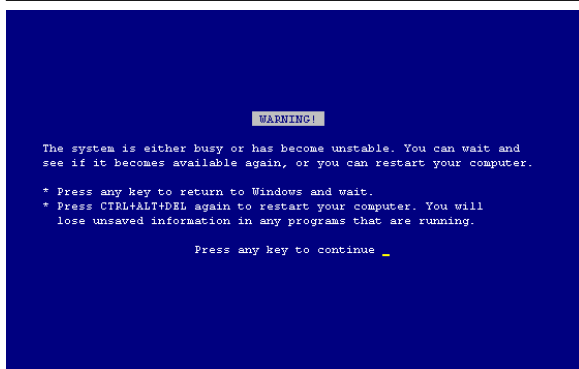 WARNING!
The system is either busy or has become unstable. You can wait and
see if it becomes available again, or you can restart your computer.
* Press any key to return to Windows and wait.
* Press CTRL+ALT+DEL again to restart your computer. You will
lose unsaved information in any programs that are running.
Press any key to continue _